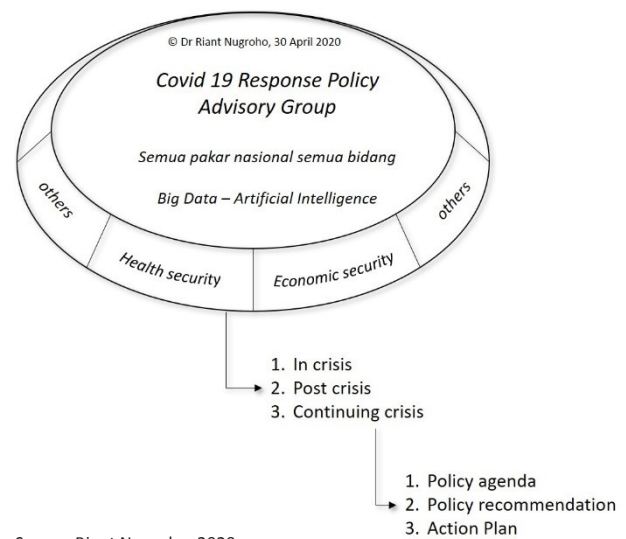 © Dr Riant Nugroho, 30 April 2020
Covid 19 Response Policy
Advisory Group
Semua pakar nasional semua bidang
Big Data – Artificial Intelligence
others
Health security
Economic security
others
1. In crisis
2. Post crisis
3. Continuing crisis
1. Policy agenda
2. Policy recommendation
3. Action Plan